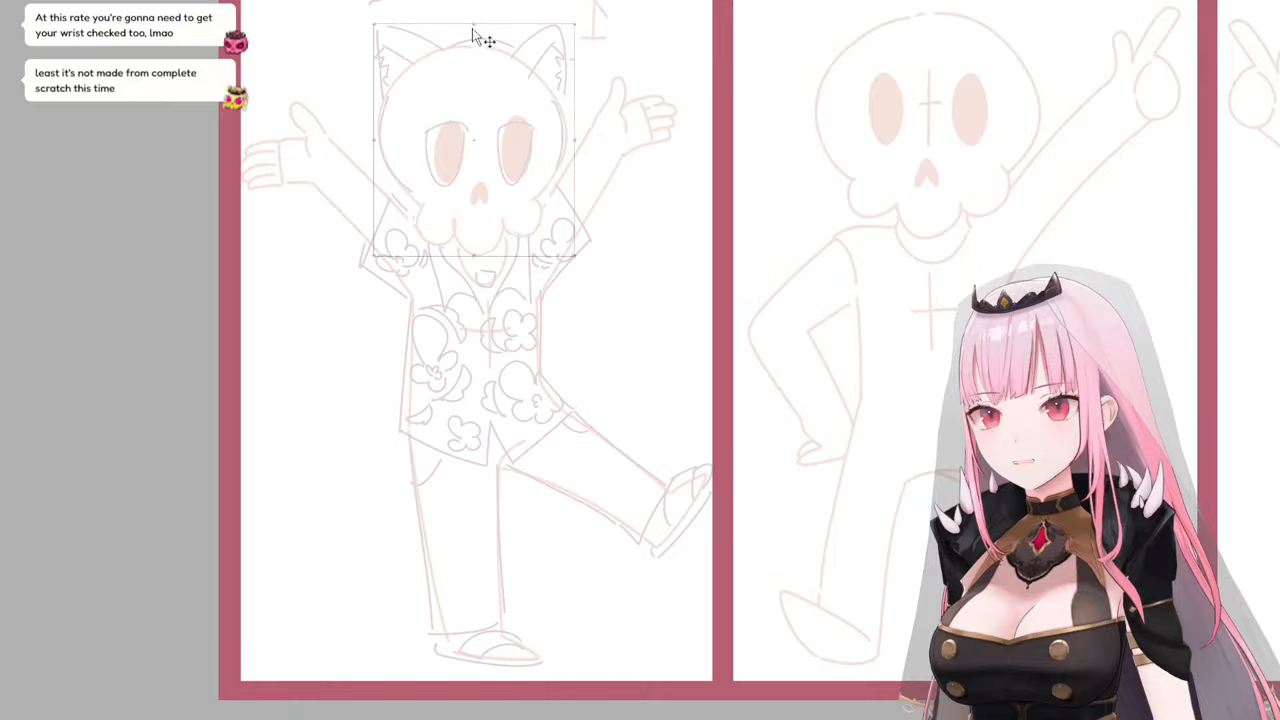 At this rate you're gonna need to get
your wrist checked too, lmao
least it's not made from complete
scratch this time